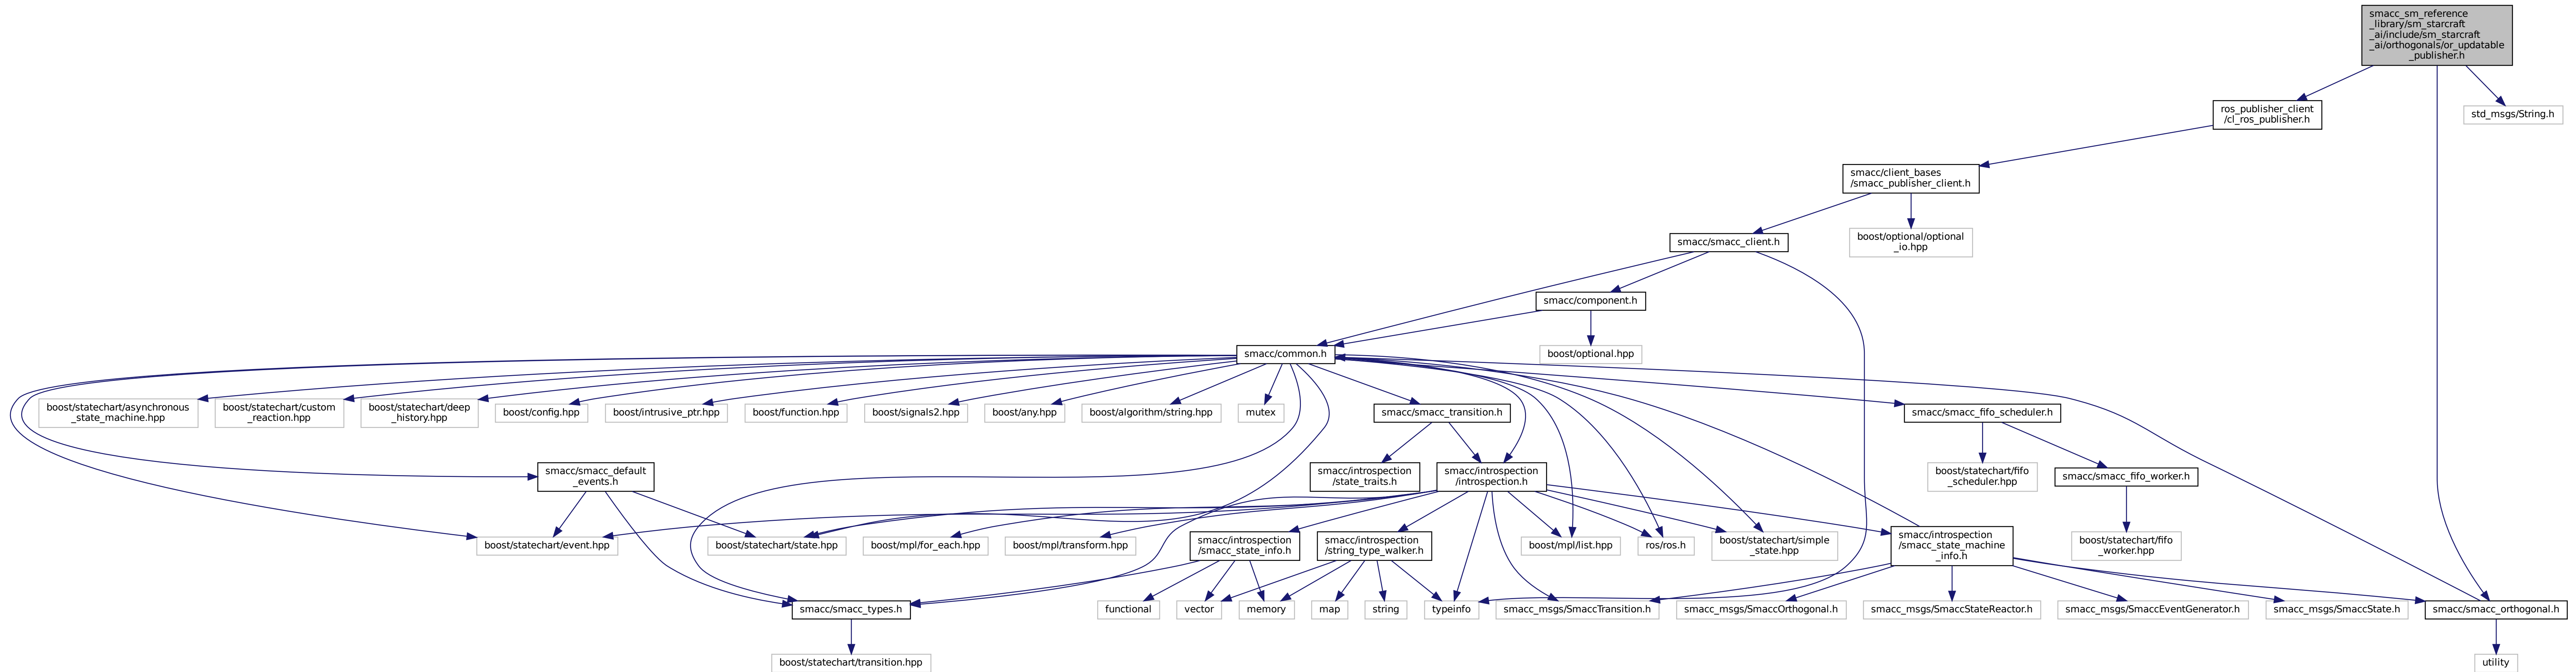 smacc_sm_reference
_library/sm_starcraft
_ai/include/sm_starcraft
_ai/orthogonals/or_updatable
_publisher.h
ros_publisher_client
/cl_ros_publisher.h
std_msgs/String.h
smacc/client_bases
/smacc_publisher_client.h
smacc/smacc_client.h
boost/optional/optional
_io.hpp
smacc/component.h
smacc/common.h
boost/optional.hpp
boost/statechart/asynchronous
_state_machine.hpp
boost/statechart/custom
_reaction.hpp
boost/statechart/deep
_history.hpp
boost/config.hpp
boost/intrusive_ptr.hpp
boost/function.hpp
boost/signals2.hpp
boost/any.hpp
boost/algorithm/string.hpp
mutex
smacc/smacc_transition.h
smacc/smacc_fifo_scheduler.h
smacc/smacc_default
_events.h
smacc/introspection
/state_traits.h
smacc/introspection
/introspection.h
boost/statechart/fifo
_scheduler.hpp
smacc/smacc_fifo_worker.h
boost/statechart/event.hpp
boost/statechart/state.hpp
boost/mpl/for_each.hpp
boost/mpl/transform.hpp
smacc/introspection
/smacc_state_info.h
smacc/introspection
/string_type_walker.h
boost/mpl/list.hpp
ros/ros.h
boost/statechart/simple
_state.hpp
smacc/introspection
/smacc_state_machine
_info.h
boost/statechart/fifo
_worker.hpp
smacc/smacc_types.h
functional
vector
memory
map
string
typeinfo
smacc_msgs/SmaccTransition.h
smacc_msgs/SmaccOrthogonal.h
smacc_msgs/SmaccStateReactor.h
smacc_msgs/SmaccEventGenerator.h
smacc_msgs/SmaccState.h
smacc/smacc_orthogonal.h
boost/statechart/transition.hpp
utility